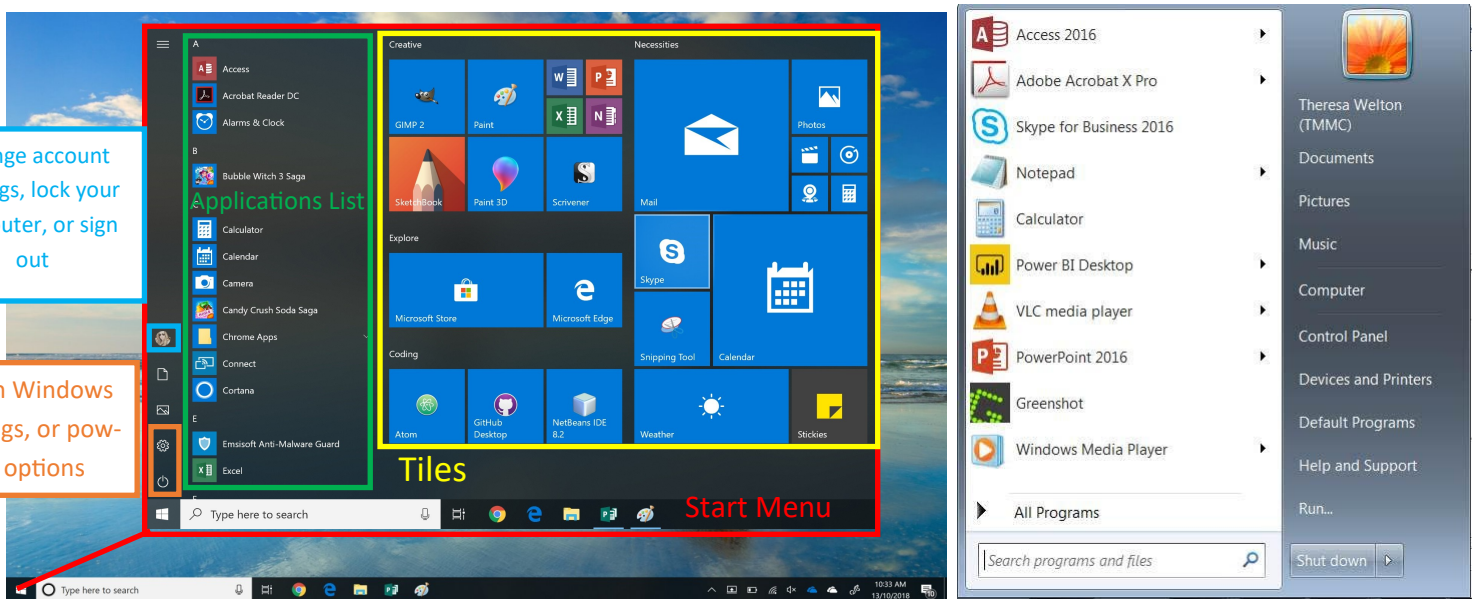 nge account
gs, lock your
uter, or sign
out
n Windows
gs, or pow-
options
A
Access
Acrobat Reader DC
Alarms & Clock
B
Bubble Witch 3 Saga
Applications List
C
Calculator
Calendar
Camera
Candy Crush Soda Saga
Chrome Apps
Connect
Cortana
E
Emsisoft Anti-Malware Guard
Excel
F
Creative
GIMP 2
Paint
SketchBook
Paint 3D
Scrivener
Explore
Microsoft Store
Microsoft Edge
Coding
Atom
GitHub
Desktop
NetBeans IDE
8.2
Necessities
Mail
Photos
Skype
Snipping Tool
Calendar
Weather
Stickies
Tiles
Start Menu
Type here to search
Type here to search
10:33 AM
13/10/2018
Access 2016
Adobe Acrobat X Pro
Skype for Business 2016
Notepad
Calculator
Power BI Desktop
VLC media player
PowerPoint 2016
Greenshot
Windows Media Player
All Programs
Search programs and files
Theresa Welton
(TMMC)
Documents
Pictures
Music
Computer
Control Panel
Devices and Printers
Default Programs
Help and Support
Run...
Shut down